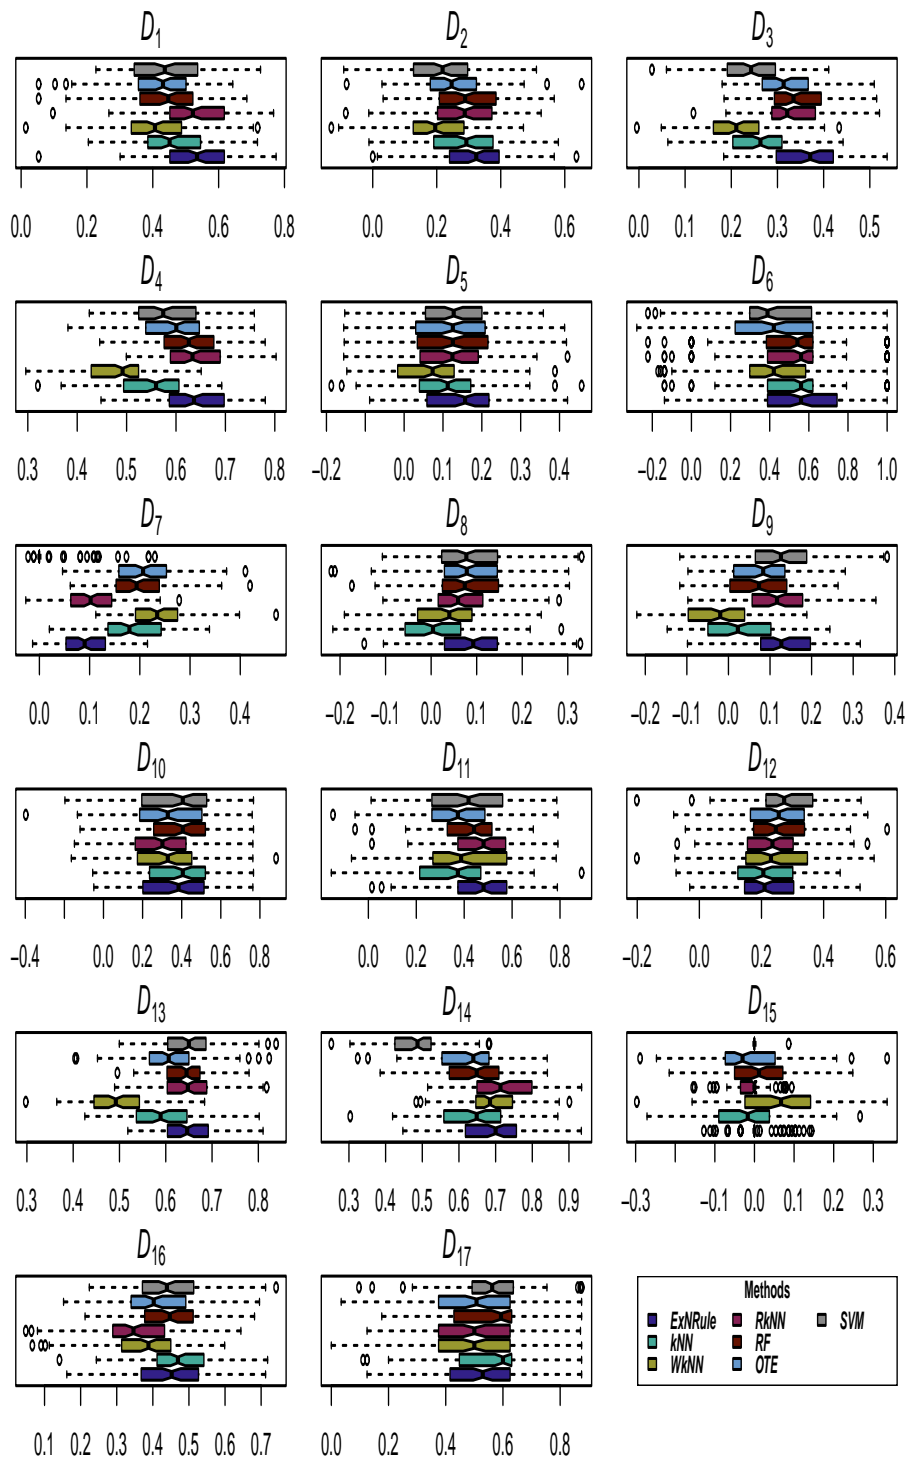 D1 D2 D3
0.0 0.2 0.4 0.6 0.8
0.0 0.2 0.4 0.6
0.0 0.1 0.2 0.3 0.4 0.5
D4 D5 D6
0.3 0.4 0.5 0.6 0.7 0.8
−0.2 0.0 0.1 0.2 0.3 0.4
−0.2 0.0 0.2 0.4 0.6 0.8 1.0
D7 D8 D9
0.0 0.1 0.2 0.3 0.4
−0.2 −0.1 0.0 0.1 0.2 0.3
−0.2 −0.1 0.0 0.1 0.2 0.3 0.4
D10 D11 D12
−0.4 0.0 0.2 0.4 0.6 0.8
0.0 0.2 0.4 0.6 0.8
−0.2 0.0 0.2 0.4 0.6
D13 D14 D15
0.3 0.4 0.5 0.6 0.7 0.8
0.3 0.4 0.5 0.6 0.7 0.8 0.9
−0.3 −0.1 0.0 0.1 0.2 0.3
D16 D17
0.1 0.2 0.3 0.4 0.5 0.6 0.7
0.0 0.2 0.4 0.6 0.8
Methods
ExNRule RkNN SVM
kNN RF
WkNN OTE